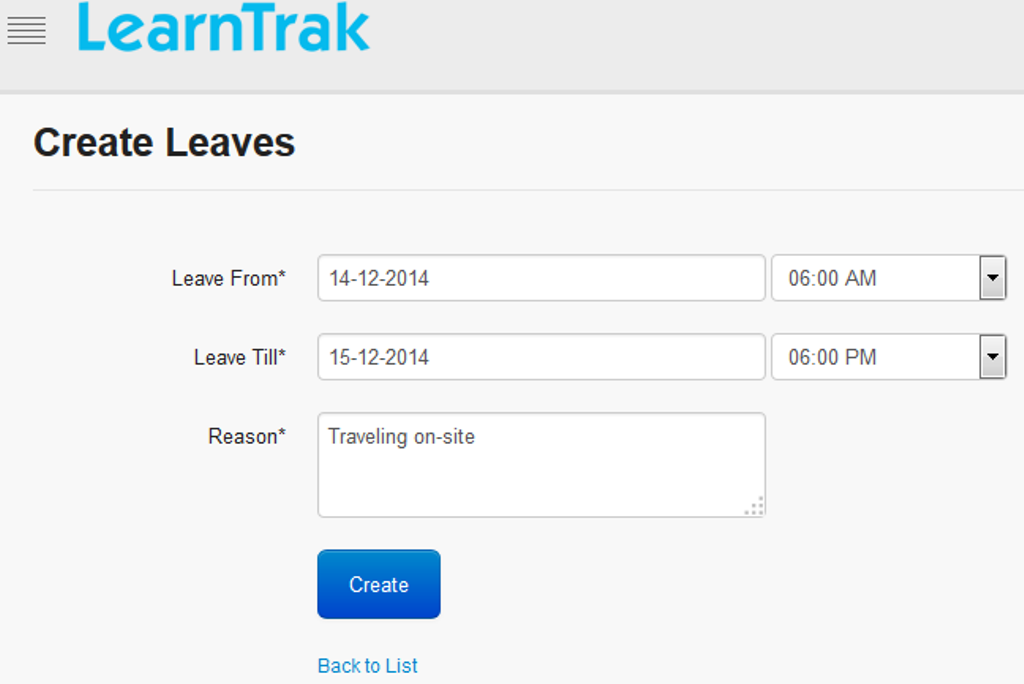 LearnTrak
Create Leaves
Leave From* 14-12-2014 06:00 AM
Leave Till* 15-12-2014 06:00 PM
Reason* Traveling on-site
Create
Back to List